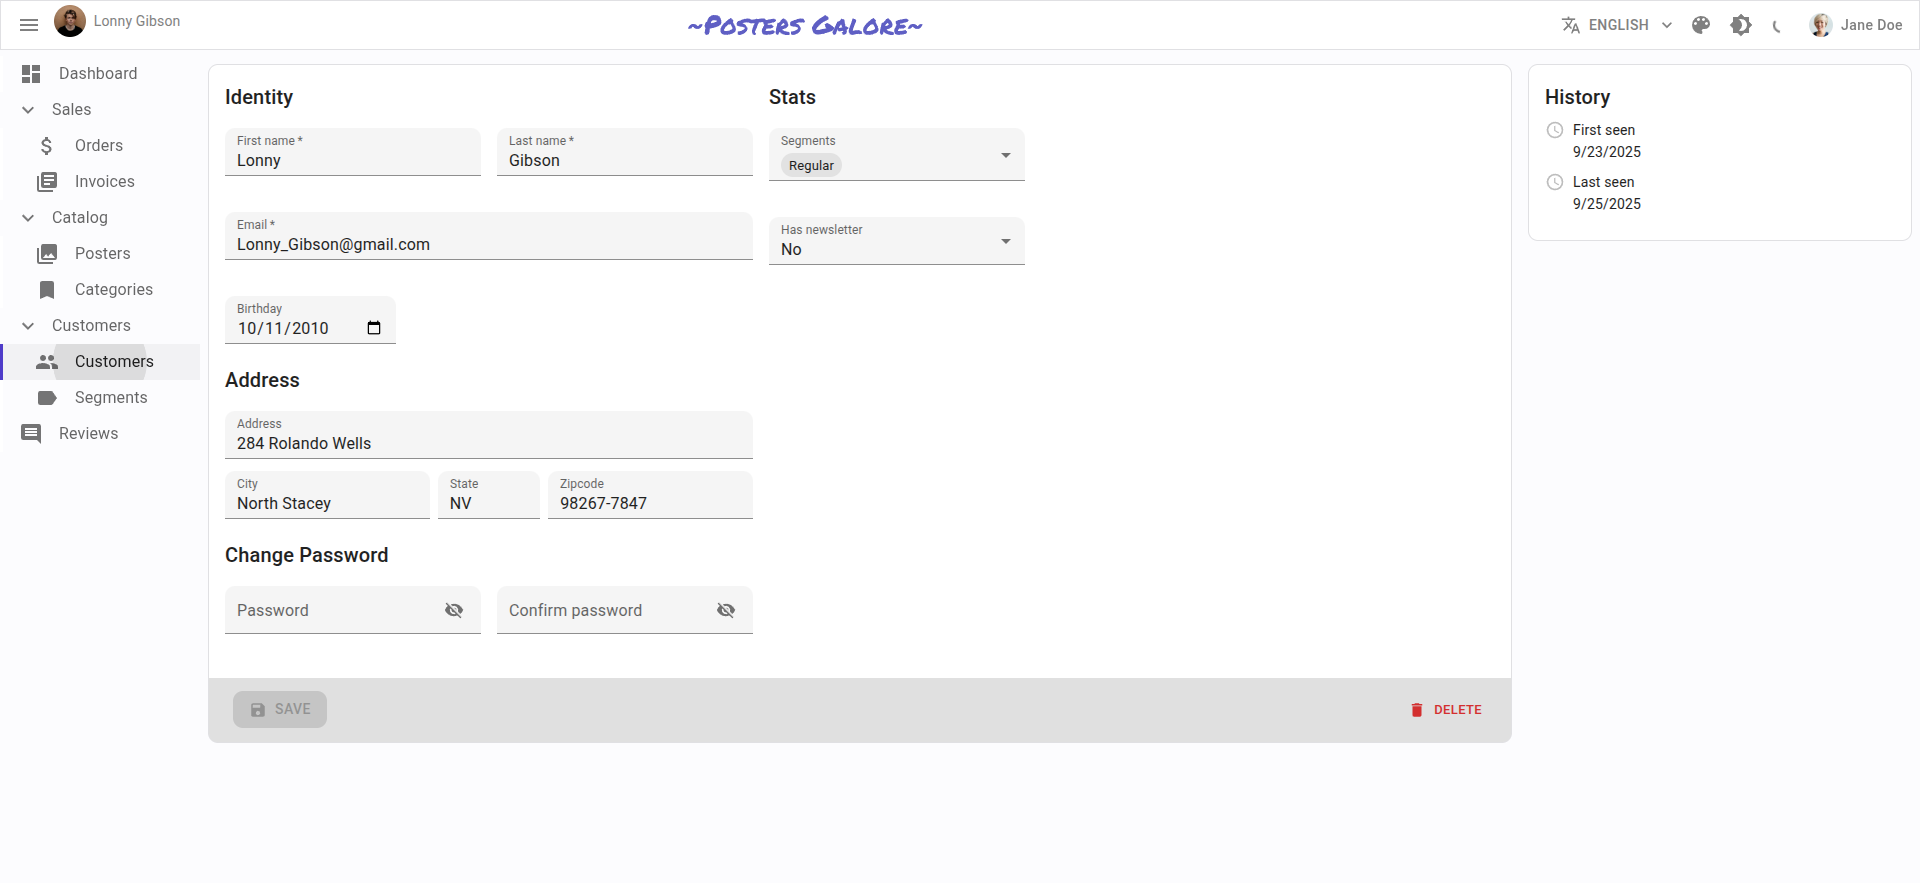 Lonny Gibson
~Posters Galore~
ENGLISH
Jane Doe
Dashboard
Sales
Orders
Invoices
Catalog
Posters
Categories
Customers
Customers
Segments
Reviews
Identity
First name *
Lonny
Last name *
Gibson
Email *
Lonny_Gibson@gmail.com
Birthday
10/11/2010
Address
Address
284 Rolando Wells
City
North Stacey
State
NV
Zipcode
98267-7847
Change Password
Password
Confirm password
Stats
Segments
Regular
Has newsletter
No
SAVE
DELETE
History
First seen
9/23/2025
Last seen
9/25/2025